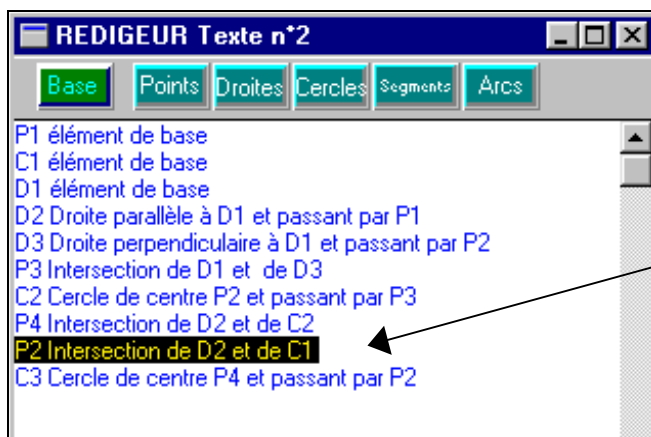 REDIGEUR Texte n°2
Base Points Droites Cercles Segments Arcs
P1 élément de base
C1 élément de base
D1 élément de base
D2 Droite parallèle à D1 et passant par P1
D3 Droite perpendiculaire à D1 et passant par P2
P3 Intersection de D1 et de D3
C2 Cercle de centre P2 et passant par P3
P4 Intersection de D2 et de C2
P2 Intersection de D2 et de C1
C3 Cercle de centre P4 et passant par P2